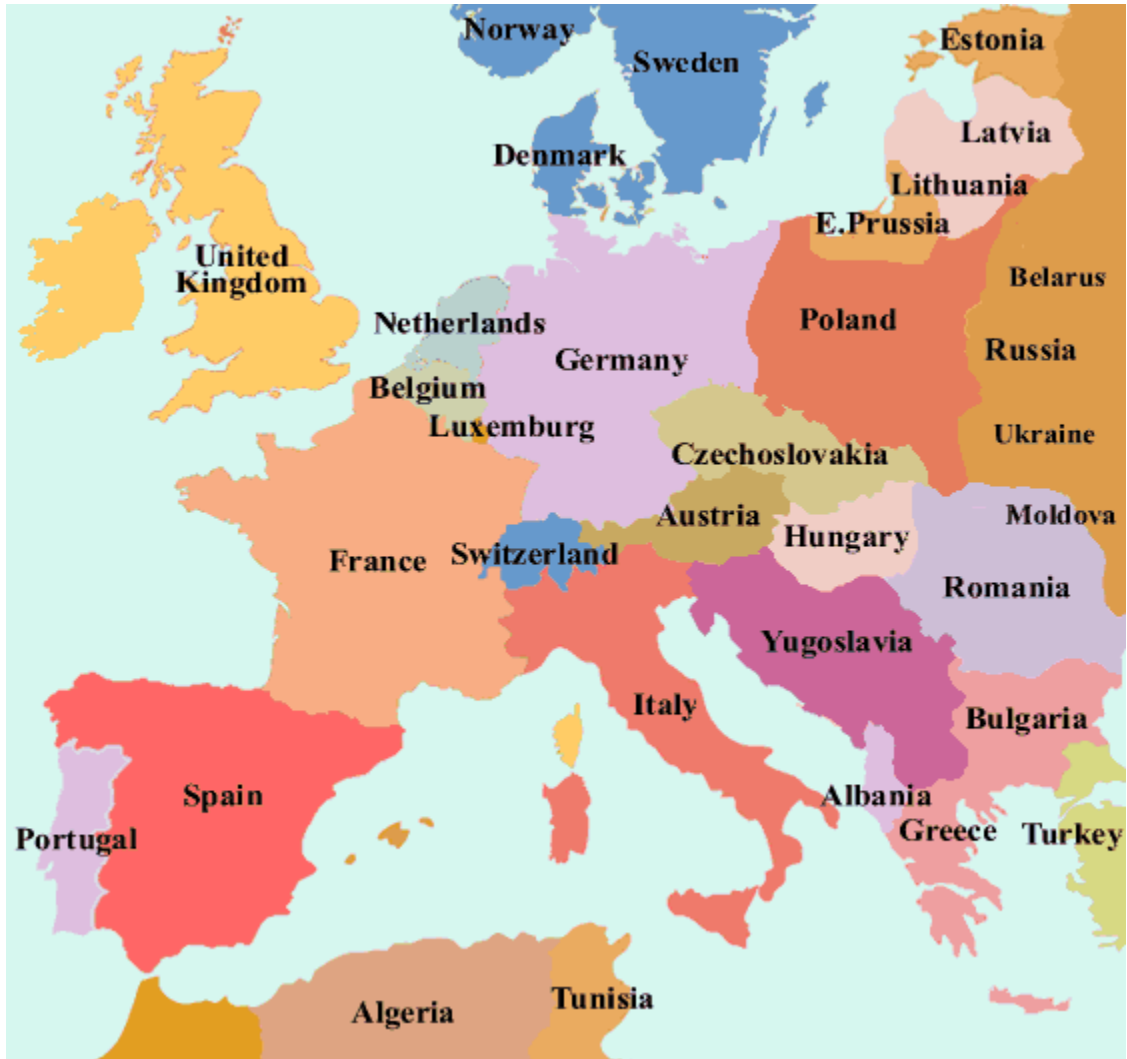 Norway
Sweden
Estonia
Latvia
Denmark
Lithuania
E.Prussia
United
Kingdom
Belarus
Netherlands
Poland
Germany
Russia
Belgium
Luxemburg
Ukraine
Czechoslovakia
Austria
Moldova
Hungary
Switzerland
France
Romania
Yugoslavia
Italy
Bulgaria
Spain
Albania
Greece
Turkey
Portugal
Tunisia
Algeria